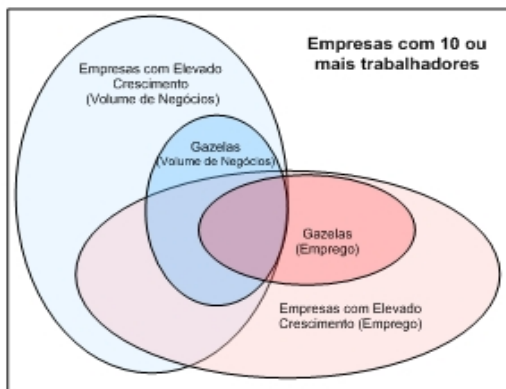 Empresas com 10 ou
mais trabalhadores
Empresas com Elevado
Crescimento
(Volume de Negócios)
Gazelas
(Volume de Negócios)
Gazelas
(Emprego)
Empresas com Elevado
Crescimento (Emprego)